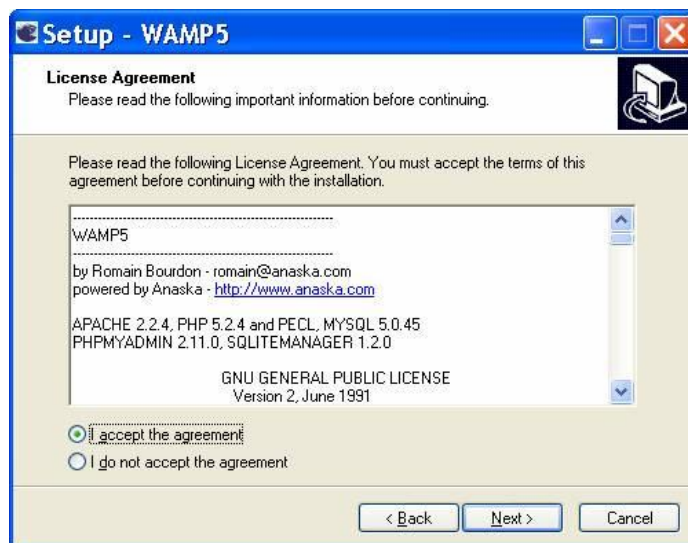 Setup - WAMP5
License Agreement
Please read the following important information before continuing.
Please read the following License Agreement. You must accept the terms of this
agreement before continuing with the installation.
------------------------------------------------------------
WAMP5
------------------------------------------------------------
by Romain Bourdon - romain@anaska.com
powered by Anaska - http://www.anaska.com
APACHE 2.2.4, PHP 5.2.4 and PECL, MYSQL 5.0.45
PHPMYADMIN 2.11.0, SQLITEMANAGER 1.2.0
GNU GENERAL PUBLIC LICENSE
Version 2, June 1991
I accept the agreement
I do not accept the agreement
< Back Next > Cancel